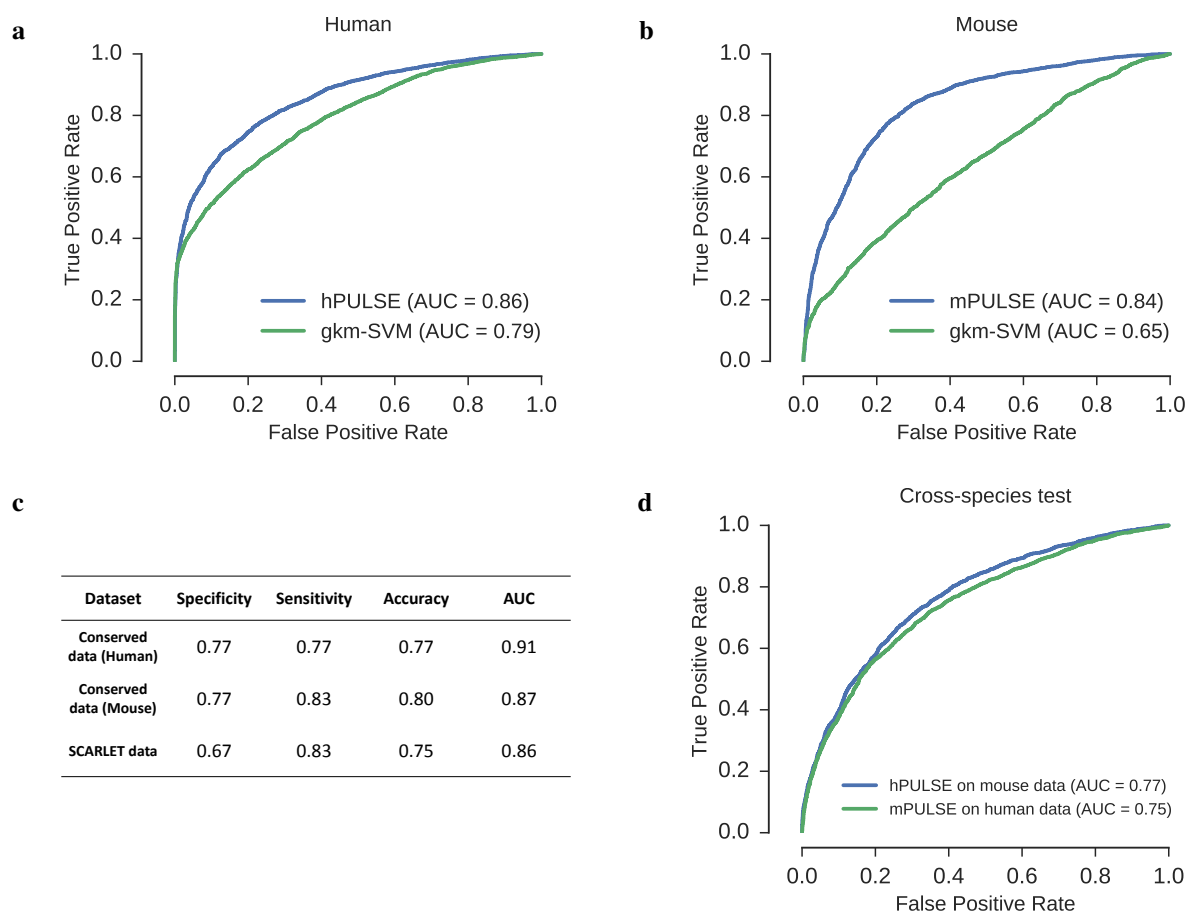 a
Human
1.0
0.8
0.6
0.4
0.2
0.0
True Positive Rate
hPULSE (AUC = 0.86)
gkm-SVM (AUC = 0.79)
0.0 0.2 0.4 0.6 0.8 1.0
False Positive Rate
b
Mouse
1.0
0.8
0.6
0.4
0.2
0.0
True Positive Rate
mPULSE (AUC = 0.84)
gkm-SVM (AUC = 0.65)
0.0 0.2 0.4 0.6 0.8 1.0
False Positive Rate
c
Dataset Specificity Sensitivity Accuracy AUC
Conserved
data (Human) 0.77 0.77 0.77 0.91
Conserved
data (Mouse) 0.77 0.83 0.80 0.87
SCARLET data 0.67 0.83 0.75 0.86
d
Cross-species test
1.0
0.8
0.6
0.4
0.2
0.0
True Positive Rate
hPULSE on mouse data (AUC = 0.77)
mPULSE on human data (AUC = 0.75)
0.0 0.2 0.4 0.6 0.8 1.0
False Positive Rate